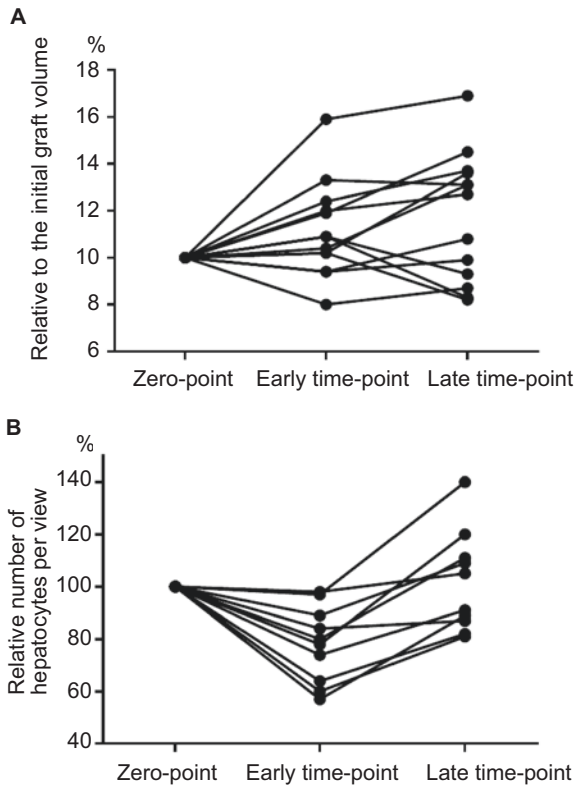 A
%
Relative to the initial graft volume
18
16
14
12
10
8
6
Zero-point Early time-point Late time-point
B
%
Relative number of
hepatocytes per view
140
120
100
80
60
40
Zero-point Early time-point Late time-point